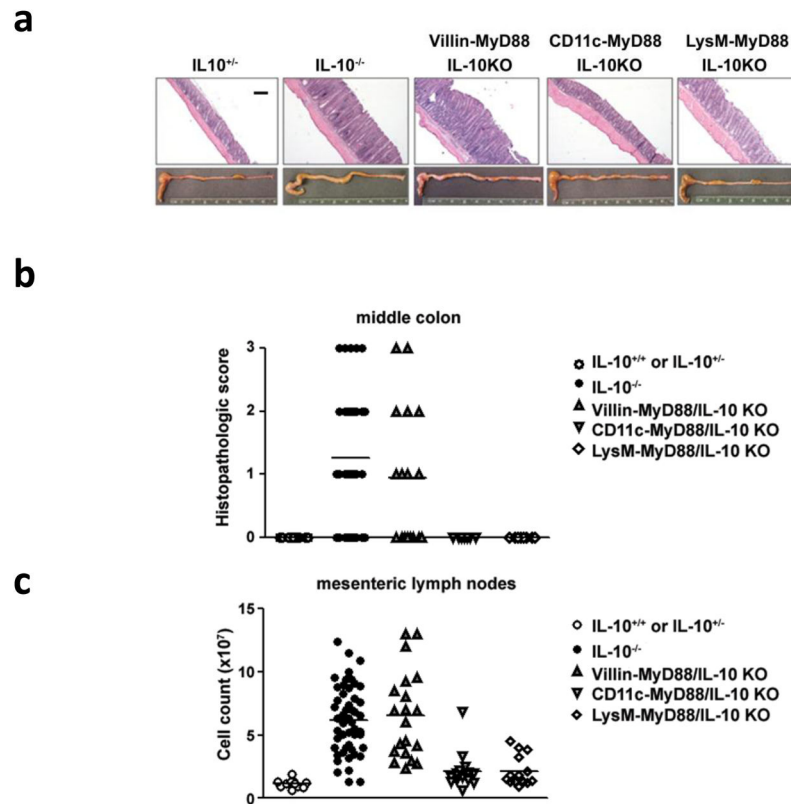 a
Villin-MyD88 CD11c-MyD88 LysM-MyD88
IL10+/- IL-10-/- IL-10KO IL-10KO IL-10KO
b
middle colon
Histopathologic score
3
2
1
0
IL-10+/+ or IL-10+/-
IL-10-/-
Villin-MyD88/IL-10 KO
CD11c-MyD88/IL-10 KO
LysM-MyD88/IL-10 KO
c
mesenteric lymph nodes
Cell count (x10⁷)
15
10
5
0
IL-10+/+ or IL-10+/-
IL-10-/-
Villin-MyD88/IL-10 KO
CD11c-MyD88/IL-10 KO
LysM-MyD88/IL-10 KO